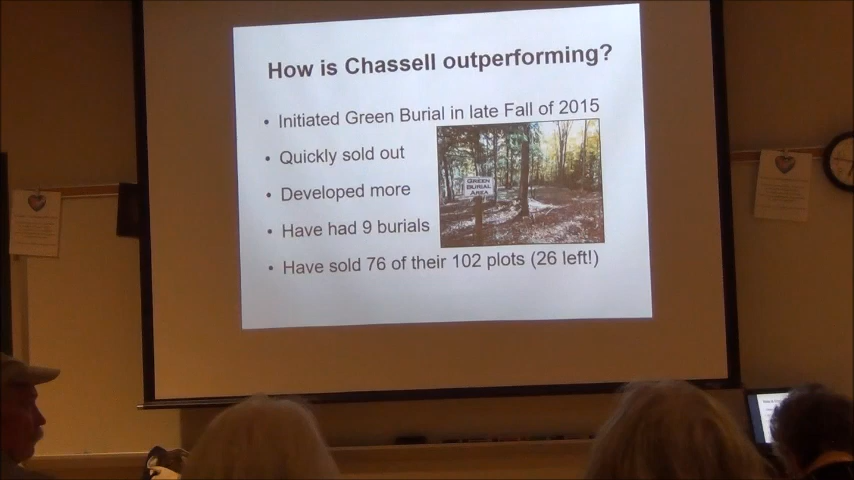 How is Chassell outperforming?
• Initiated Green Burial in late Fall of 2015
• Quickly sold out
• Developed more
• Have had 9 burials
• Have sold 76 of their 102 plots (26 left!)
GREEN
BURIAL
AREA